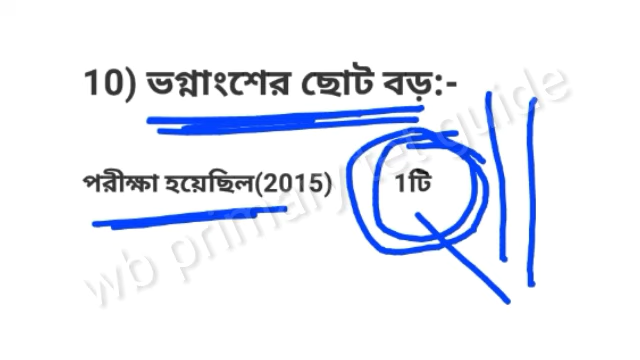 10) ভগ্নাংশের ছোট বড়:-
পরীক্ষা হয়েছিল(2015) 1টি
wb primary tet guide